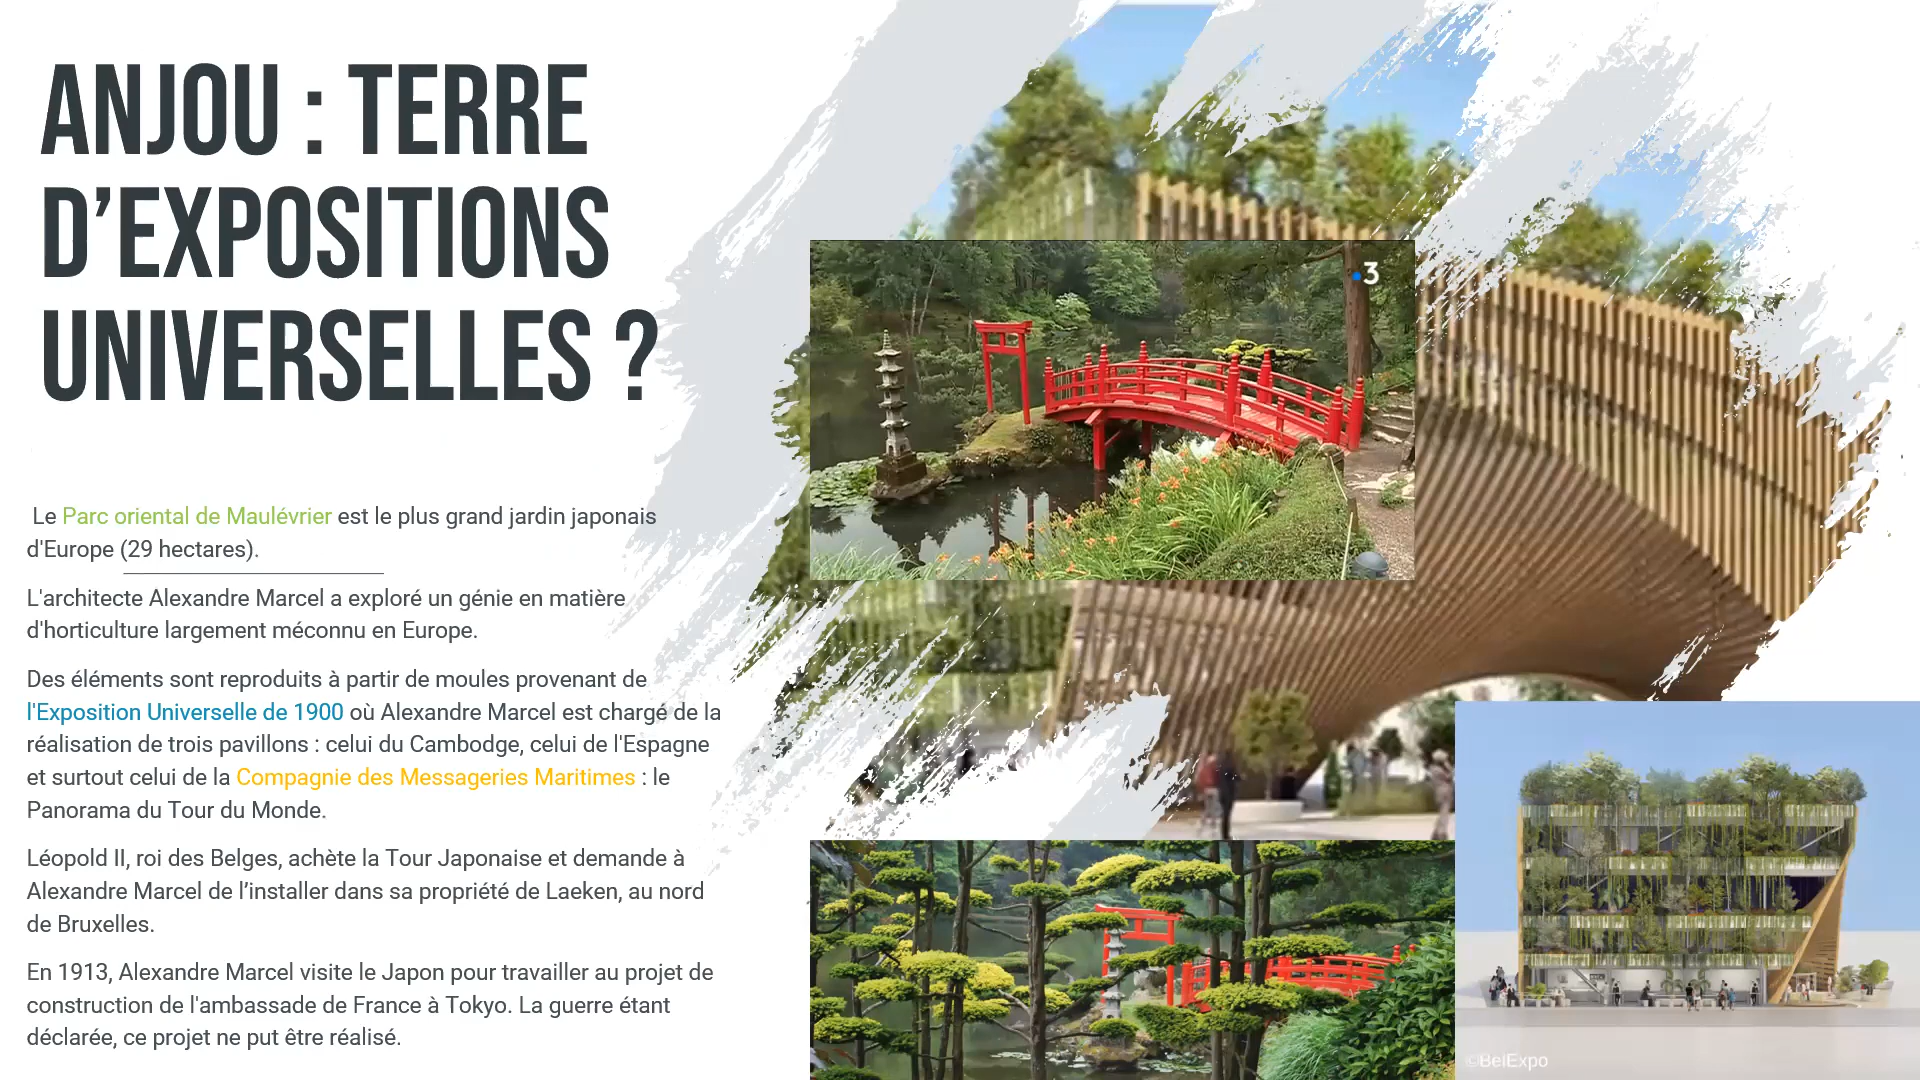 ANJOU : TERRE
D’EXPOSITIONS
UNIVERSELLES ?
Le Parc oriental de Maulévrier est le plus grand jardin japonais
d'Europe (29 hectares).
L'architecte Alexandre Marcel a exploré un génie en matière
d'horticulture largement méconnu en Europe.
Des éléments sont reproduits à partir de moules provenant de
l'Exposition Universelle de 1900 où Alexandre Marcel est chargé de la
réalisation de trois pavillons : celui du Cambodge, celui de l'Espagne
et surtout celui de la Compagnie des Messageries Maritimes : le
Panorama du Tour du Monde.
Léopold II, roi des Belges, achète la Tour Japonaise et demande à
Alexandre Marcel de l’installer dans sa propriété de Laeken, au nord
de Bruxelles.
En 1913, Alexandre Marcel visite le Japon pour travailler au projet de
construction de l'ambassade de France à Tokyo. La guerre étant
déclarée, ce projet ne put être réalisé.
3
©BelExpo